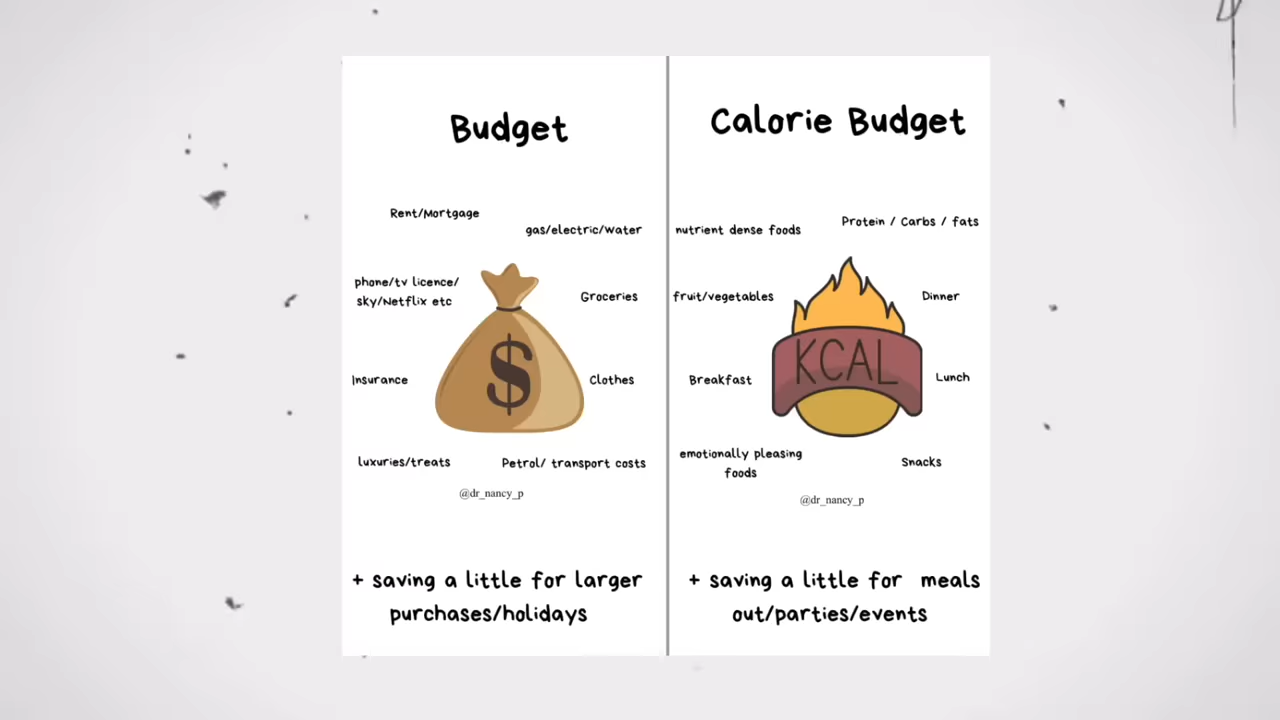 Budget
Rent/Mortgage
gas/electric/water
phone/tv licence/
sky/Netflix etc
Groceries
$
Insurance
Clothes
luxuries/treats
Petrol/ transport costs
@dr_nancy_p
+ saving a little for larger
purchases/holidays
Calorie Budget
Protein / Carbs / fats
nutrient dense foods
fruit/vegetables
Dinner
KCAL
Breakfast
Lunch
emotionally pleasing
foods
Snacks
@dr_nancy_p
+ saving a little for meals
out/parties/events